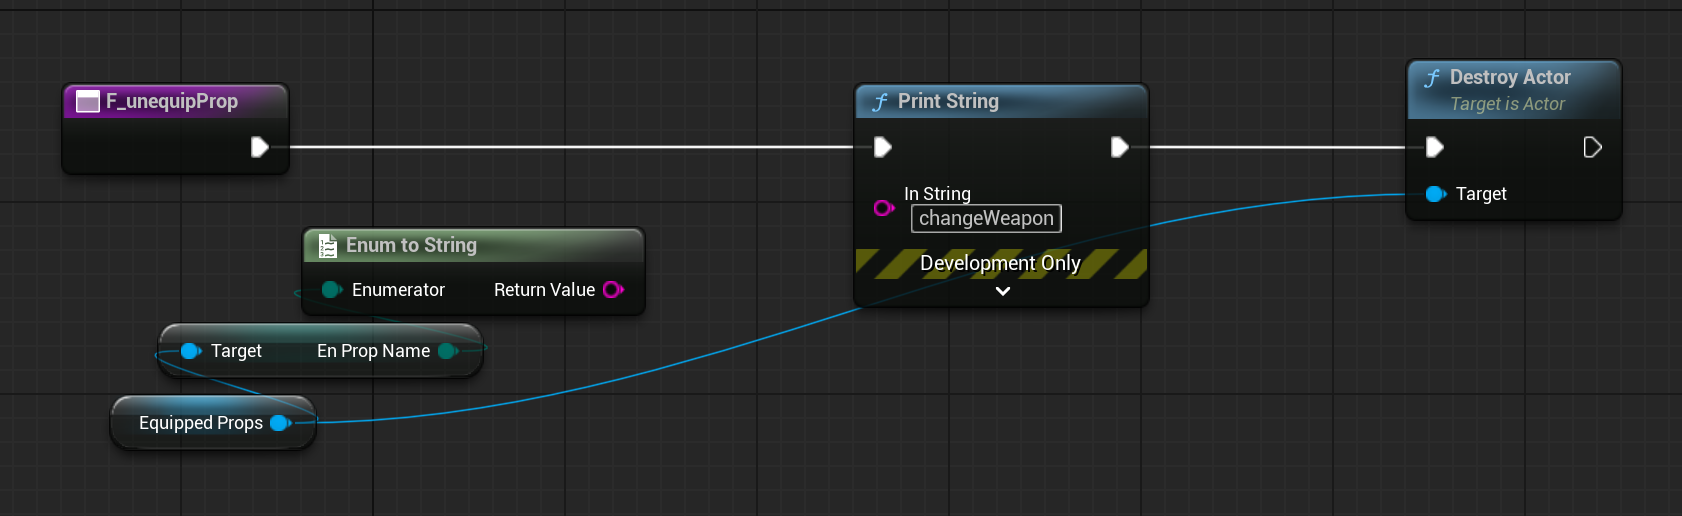 F_unequipProp
Print String
In String
changeWeapon
Development Only
Destroy Actor
Target is Actor
Target
Enum to String
Enumerator
Return Value
Target
En Prop Name
Equipped Props